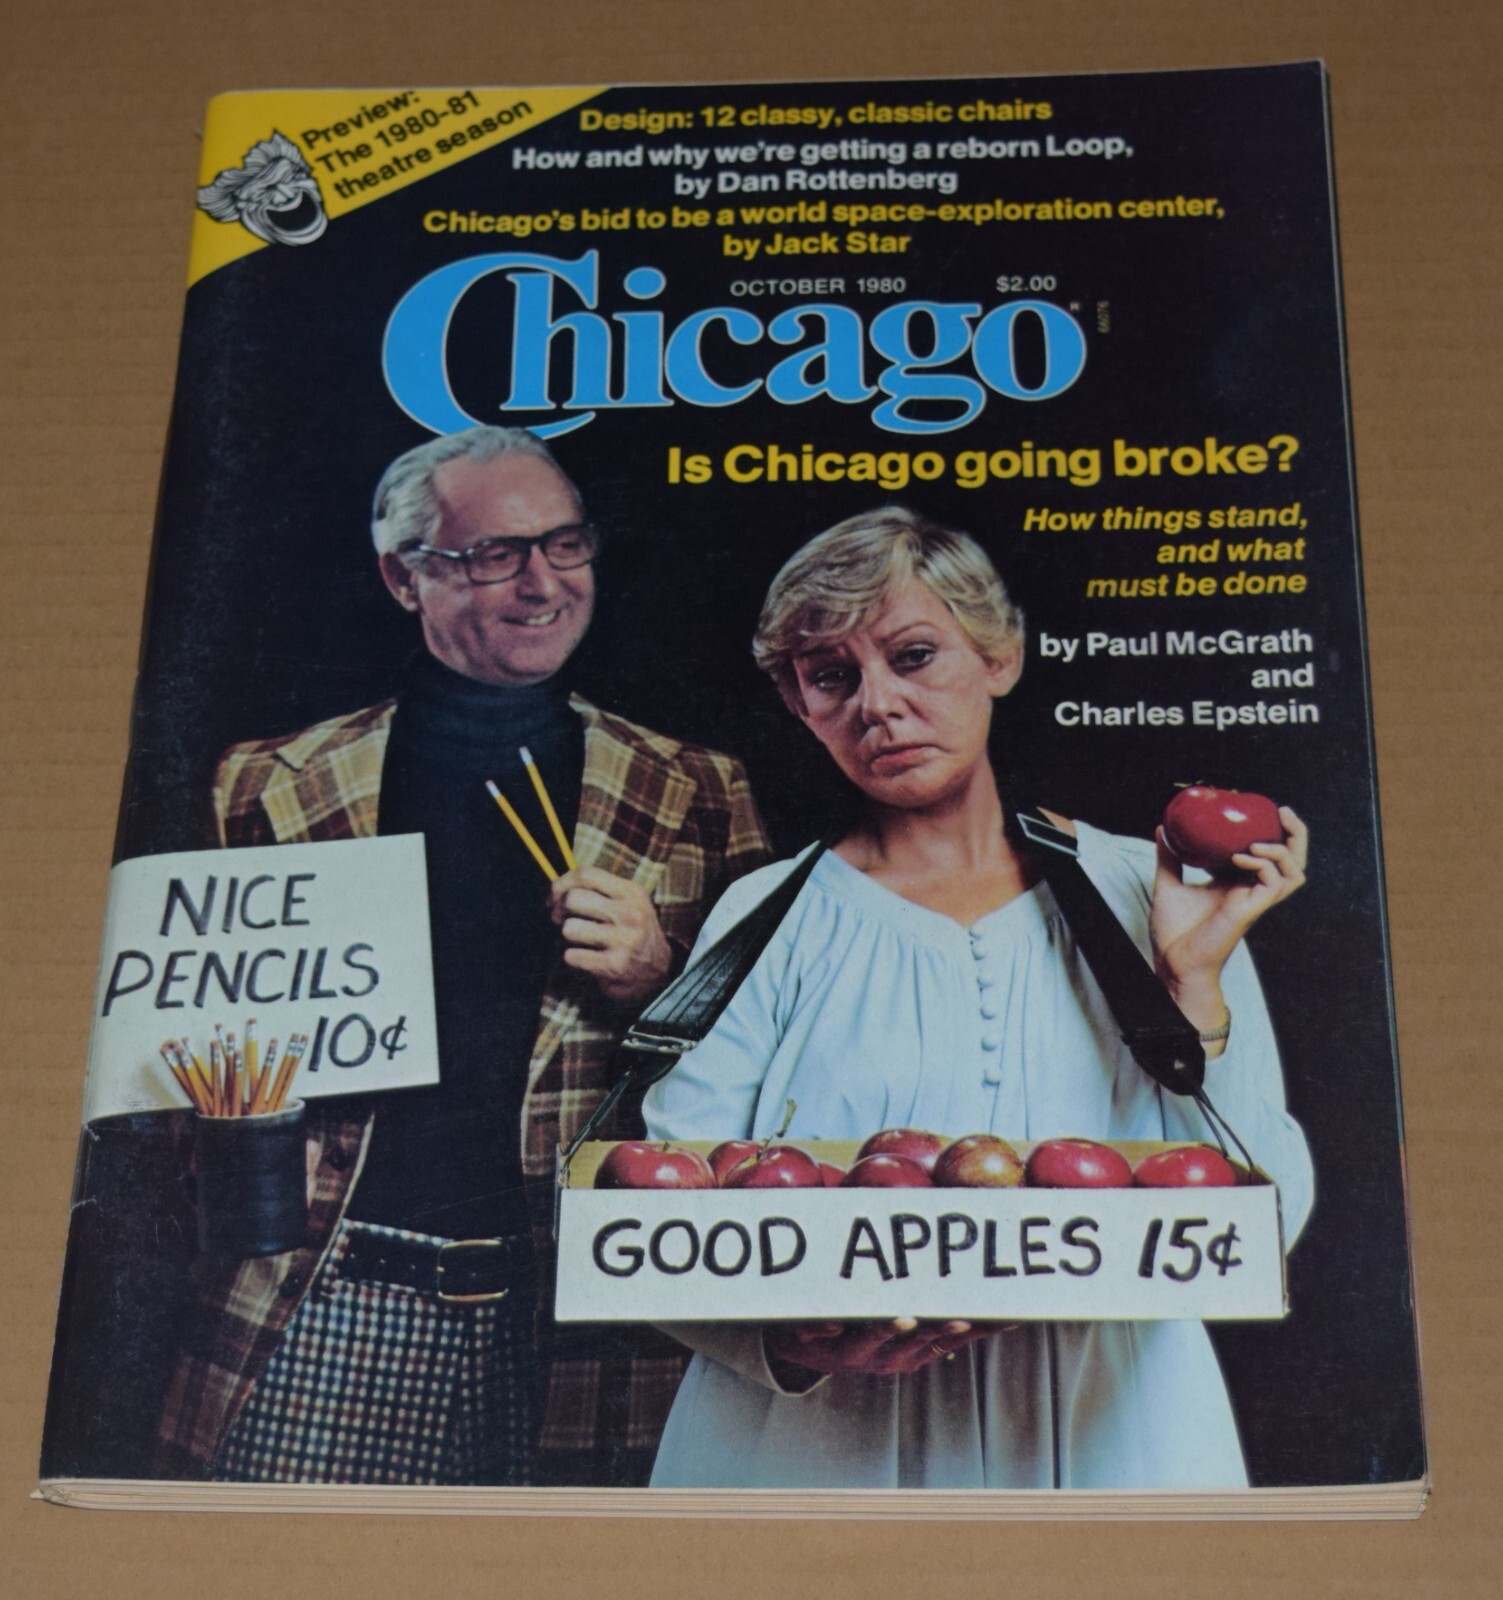 Preview:
The 1980-81
theatre season
Design: 12 classy, classic chairs
How and why we're getting a reborn Loop,
by Dan Rottenberg
Chicago's bid to be a world space-exploration center,
by Jack Star
OCTOBER 1980 $2.00
Chicago
66076
Is Chicago going broke?
How things stand,
and what
must be done
by Paul McGrath
and
Charles Epstein
NICE
PENCILS
10¢
GOOD APPLES 15¢